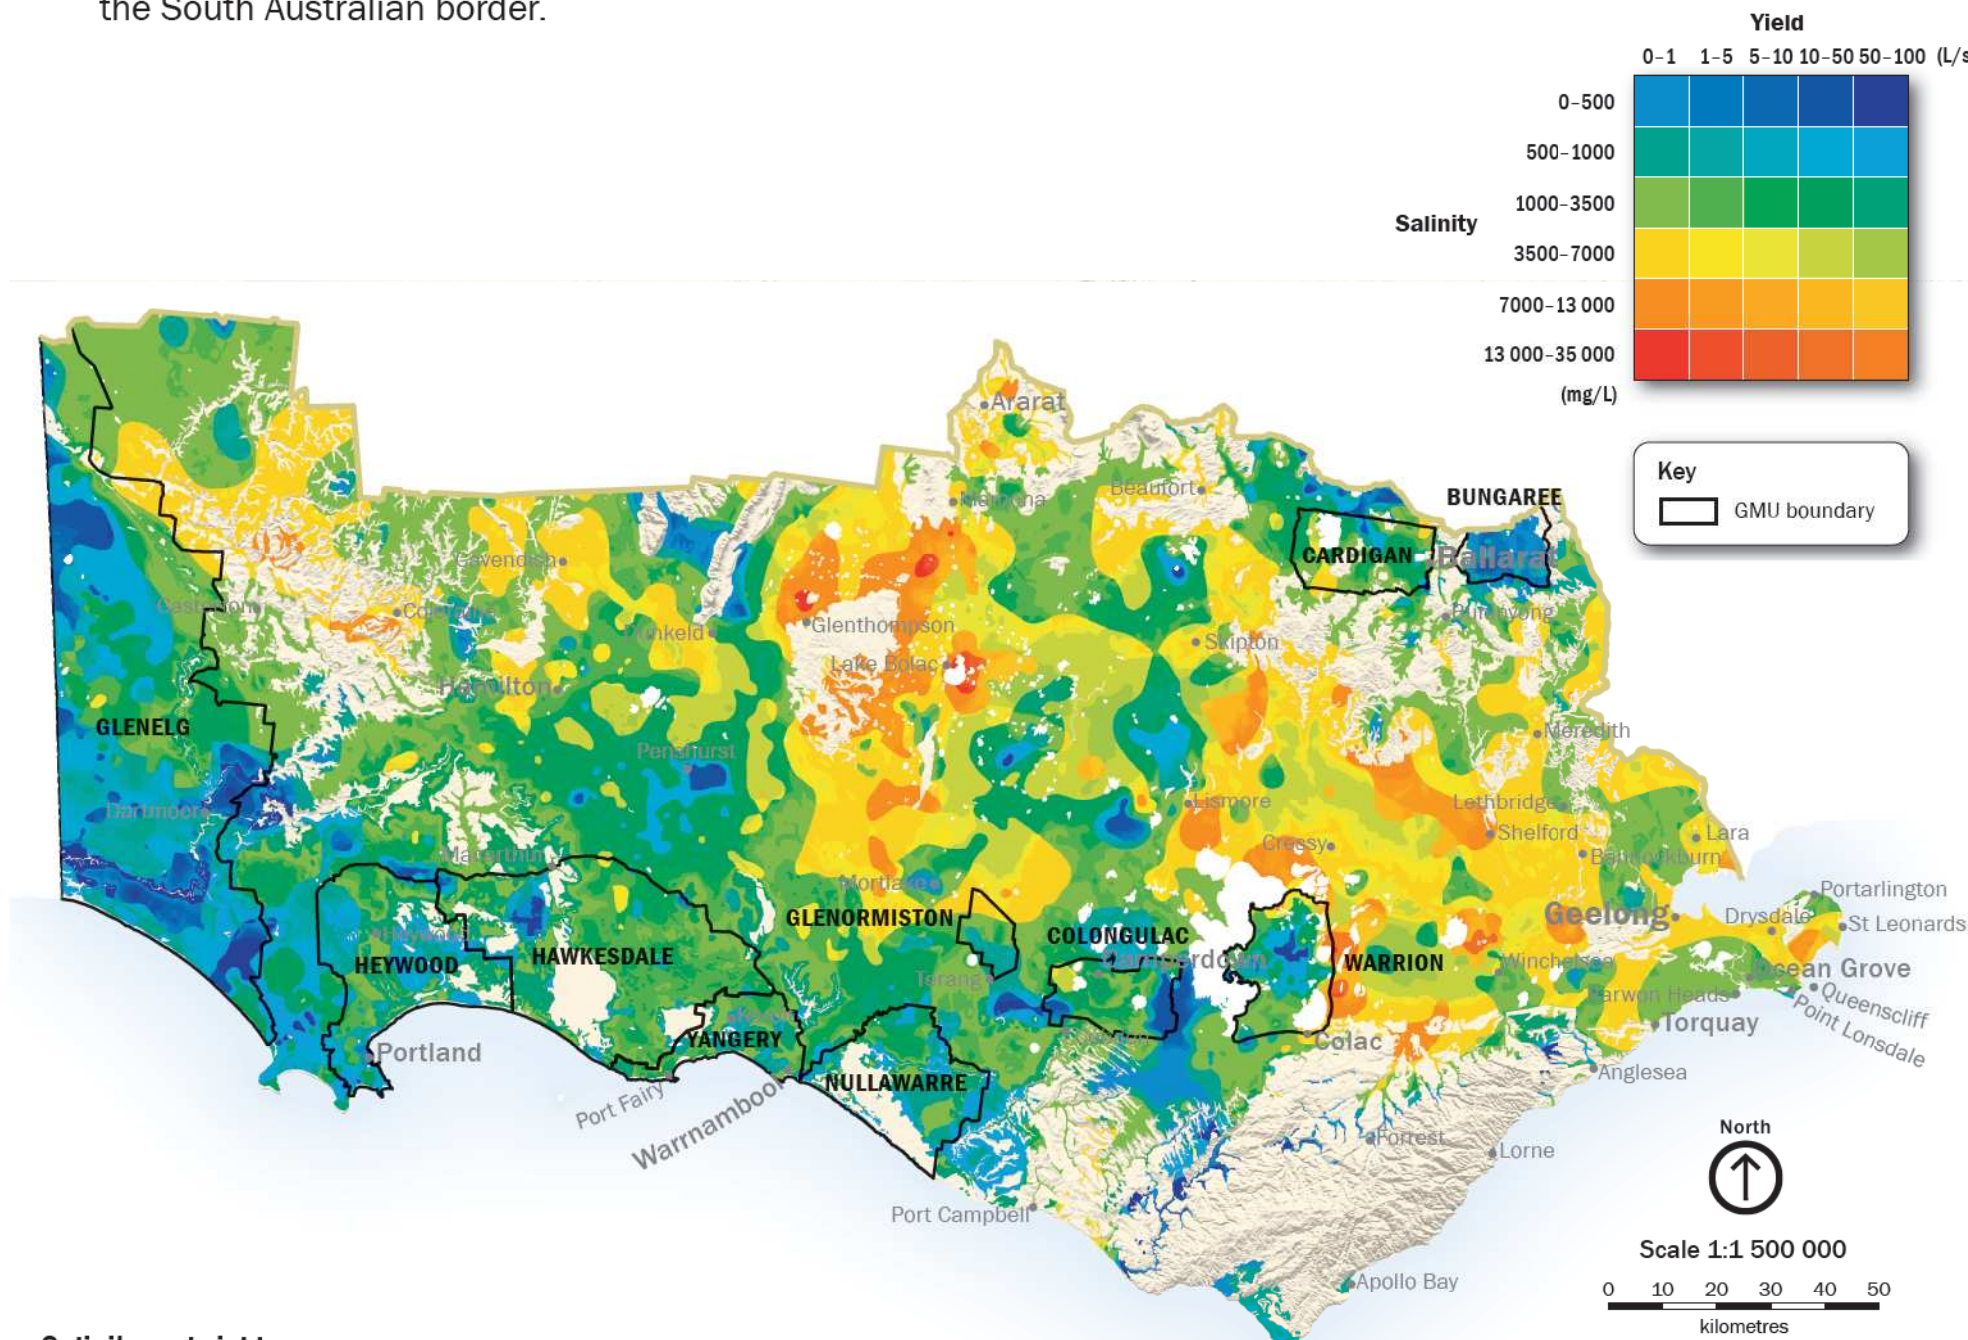 the South Australian border.
Yield
0–1 1–5 5–10 10–50 50–100 (L/s
Salinity
0–500
500–1000
1000–3500
3500–7000
7000–13 000
13 000–35 000
(mg/L)
Key
GMU boundary
Ararat
Beaufort
BUNGAREE
CARDIGAN
Ballarat
Cavendish
Casterton
Coleraine
Dunkeld
Glenthompson
Lake Bolac
Skipton
Buninyong
Hamilton
GLENELG
Penshurst
Meredith
Dartmoor
Lismore
Lethbridge
Shelford
Lara
Cressy
Bannockburn
Macarthur
Mortlake
Portarlington
GLENORMISTON
Geelong
Drysdale
St Leonards
Heywood
HEYWOOD
HAWKESDALE
COLONGULAC
Camperdown
WARRION
Winchelsea
Ocean Grove
Terang
Barwon Heads
Queenscliff
Point Lonsdale
Torquay
Portland
YANGERY
Colac
NULLAWARRE
Port Fairy
Warrnambool
Anglesea
Forrest
Lorne
Port Campbell
Apollo Bay
North
Scale 1:1 500 000
0 10 20 30 40 50
kilometres